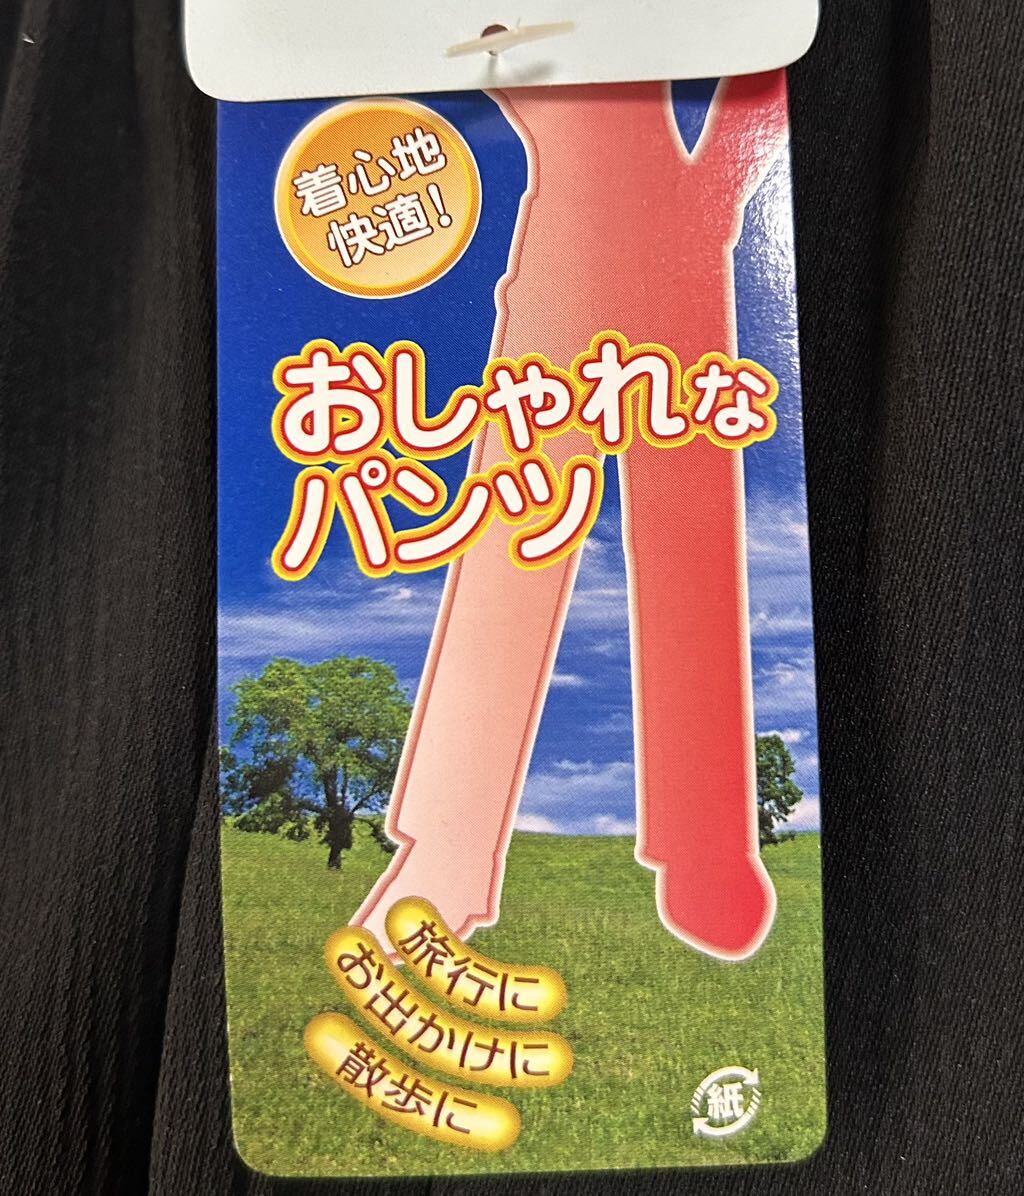 着心地
快適!
おしゃれな
パンツ
旅行に
お出かけに
散歩に
紙